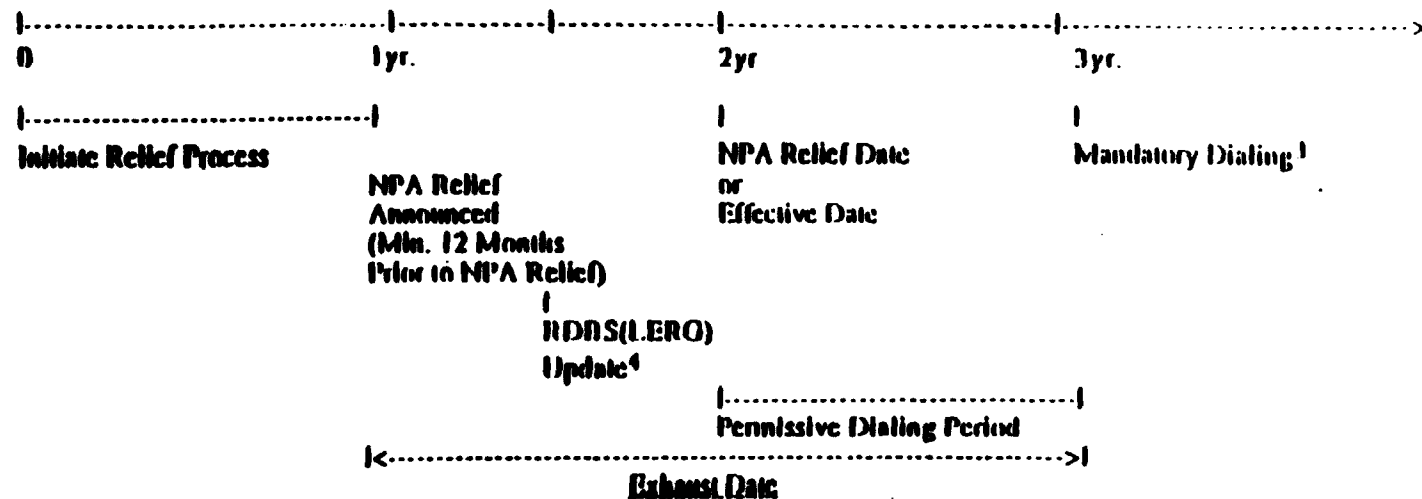 0 1yr. 2yr 3yr.
Initiate Relief Process
NPA Relief Date
or
Effective Date
Mandatory Dialing
NPA Relief
Announced
(Min. 12 Months
Prior to NPA Relief)
RDBS(LERG)
Update⁴
Permissive Dialing Period
Exhaust Date